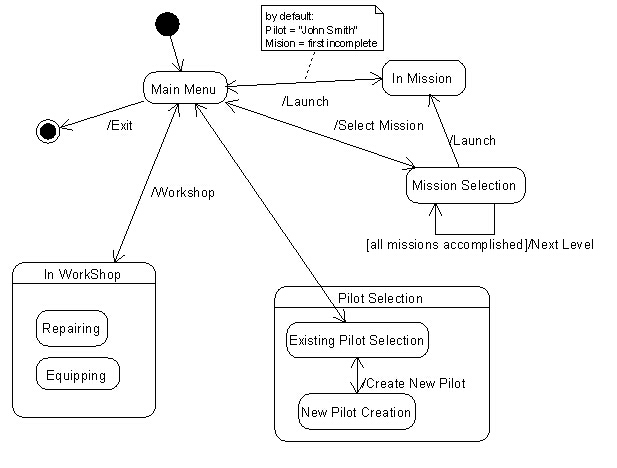 by default:
Pilot = "John Smith"
Mision = first incomplete
Main Menu
In Mission
/Launch
/Exit
/Select Mission
/Launch
Mission Selection
/Workshop
[all missions accomplished]/Next Level
In WorkShop
Pilot Selection
Repairing
Existing Pilot Selection
Equipping
/Create New Pilot
New Pilot Creation